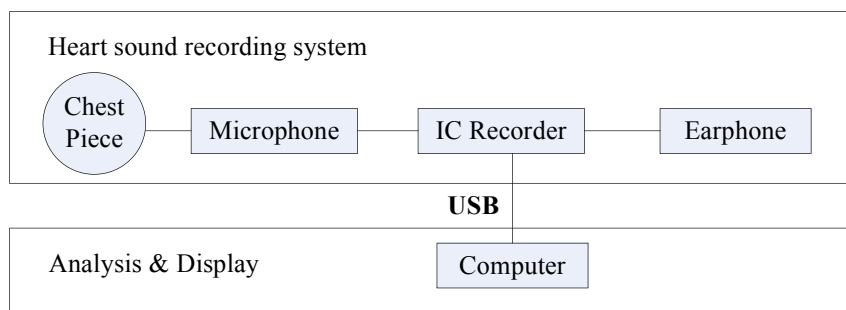 Heart sound recording system
Chest
Piece
Microphone
IC Recorder
Earphone
USB
Analysis & Display
Computer